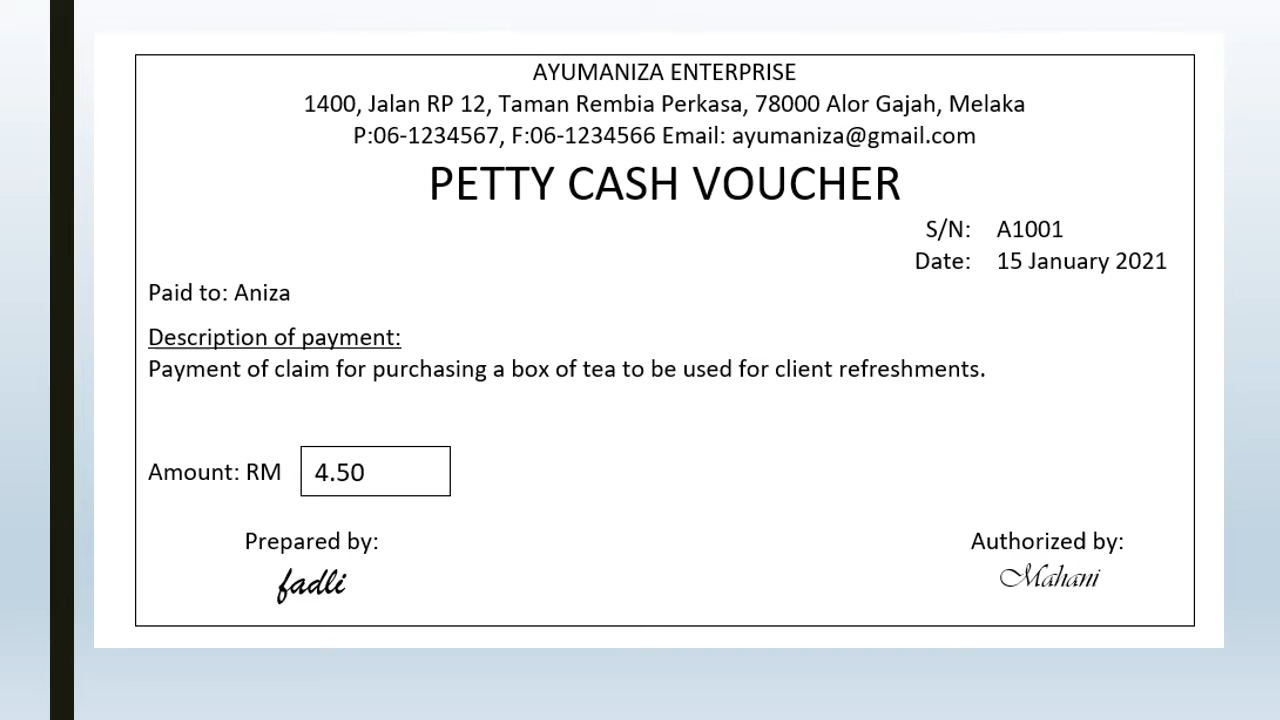 AYUMANIZA ENTERPRISE
1400, Jalan RP 12, Taman Rembia Perkasa, 78000 Alor Gajah, Melaka
P:06-1234567, F:06-1234566 Email: ayumaniza@gmail.com
PETTY CASH VOUCHER
S/N: A1001
Date: 15 January 2021
Paid to: Aniza
Description of payment:
Payment of claim for purchasing a box of tea to be used for client refreshments.
Amount: RM 4.50
Prepared by: Authorized by:
fadli Mahani